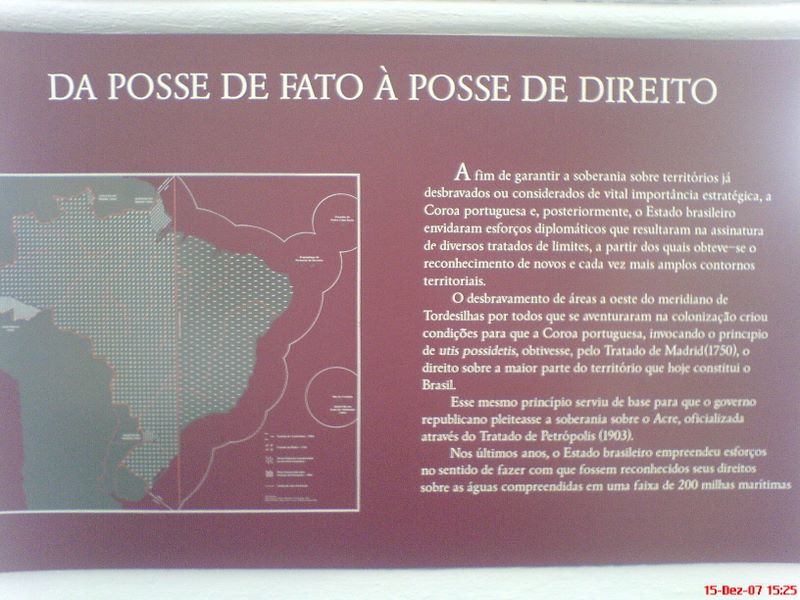 DA POSSE DE FATO À POSSE DE DIREITO
A fim de garantir a soberania sobre territórios já
desbravados ou considerados de vital importância estratégica, a
Coroa portuguesa e, posteriormente, o Estado brasileiro
envidaram esforços diplomáticos que resultaram na assinatura
de diversos tratados de limites, a partir dos quais obteve-se o
reconhecimento de novos e cada vez mais amplos contornos
territoriais.
O desbravamento de áreas a oeste do meridiano de
Tordesilhas por todos que se aventuraram na colonização criou
condições para que a Coroa portuguesa, invocando o princípio
de utis possidetis, obtivesse, pelo Tratado de Madrid(1750), o
direito sobre a maior parte do território que hoje constitui o
Brasil.
Esse mesmo princípio serviu de base para que o governo
republicano pleiteasse a soberania sobre o Acre, oficializada
através do Tratado de Petrópolis (1903).
Nos últimos anos, o Estado brasileiro empreendeu esforços
no sentido de fazer com que fossem reconhecidos seus direitos
sobre as águas compreendidas em uma faixa de 200 milhas marítimas
15-Dez-07 15:25